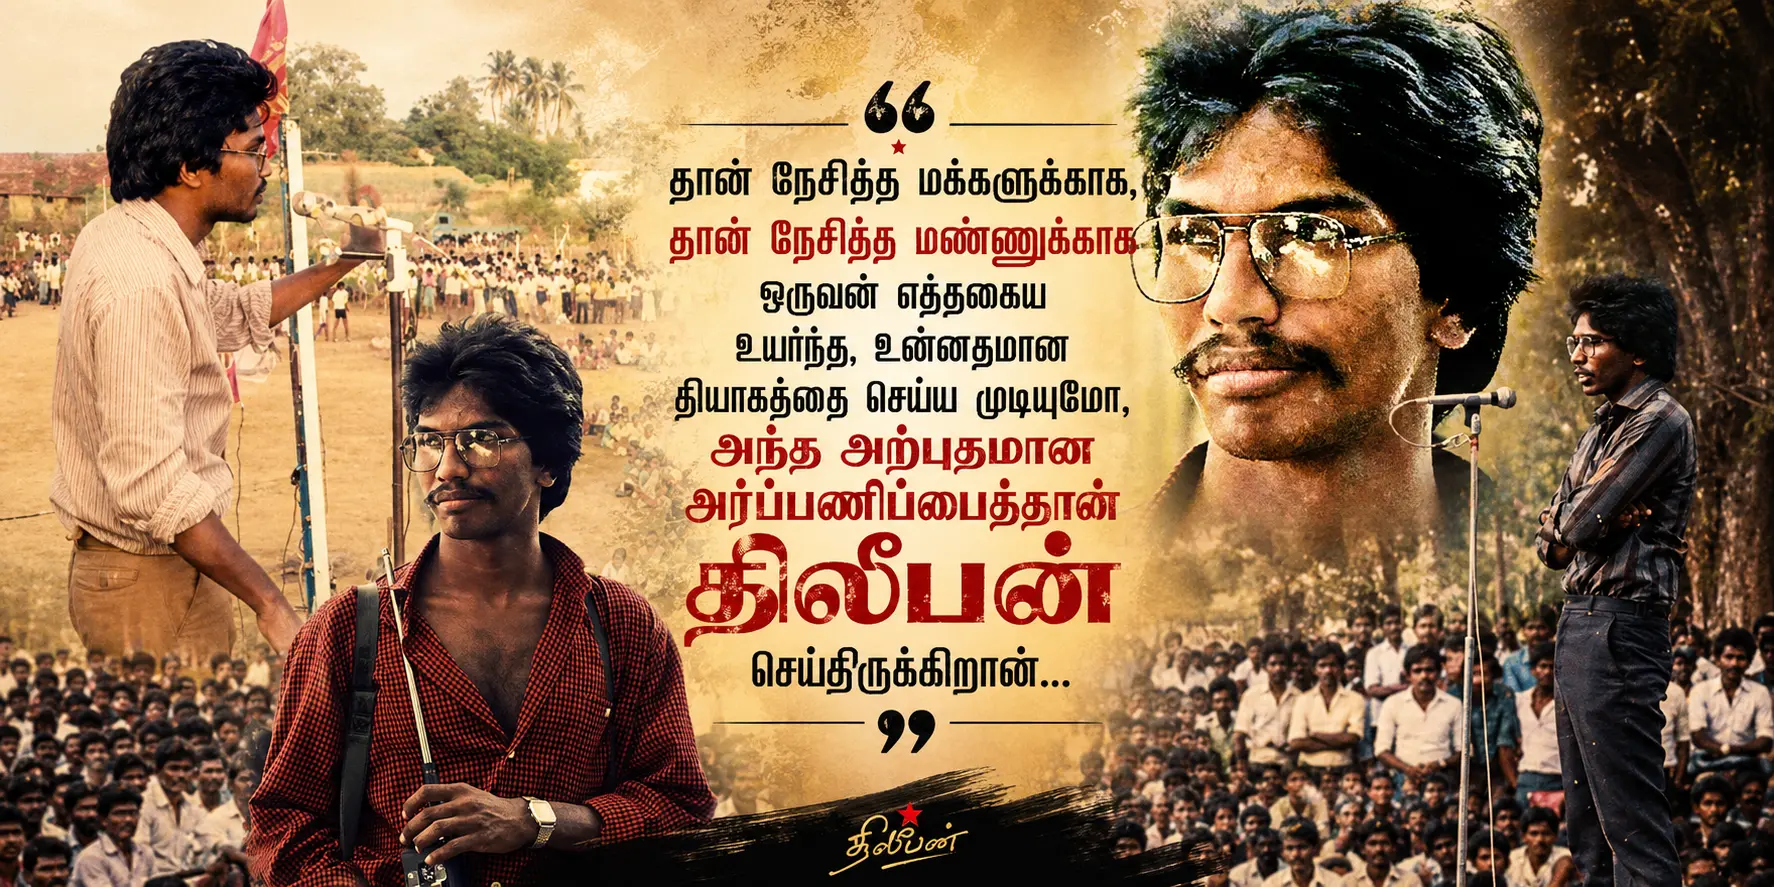 தான் நேசித்த மக்களுக்காக,
தான் நேசித்த மண்ணுக்காக
ஒருவன் எத்தகைய
உயர்ந்த, உன்னதமான
தியாகத்தை செய்ய முடியுமோ,
அந்த அற்புதமான
அர்ப்பணிப்பைத்தான்
திலீபன்
செய்திருக்கிறான்...
திலீபன்